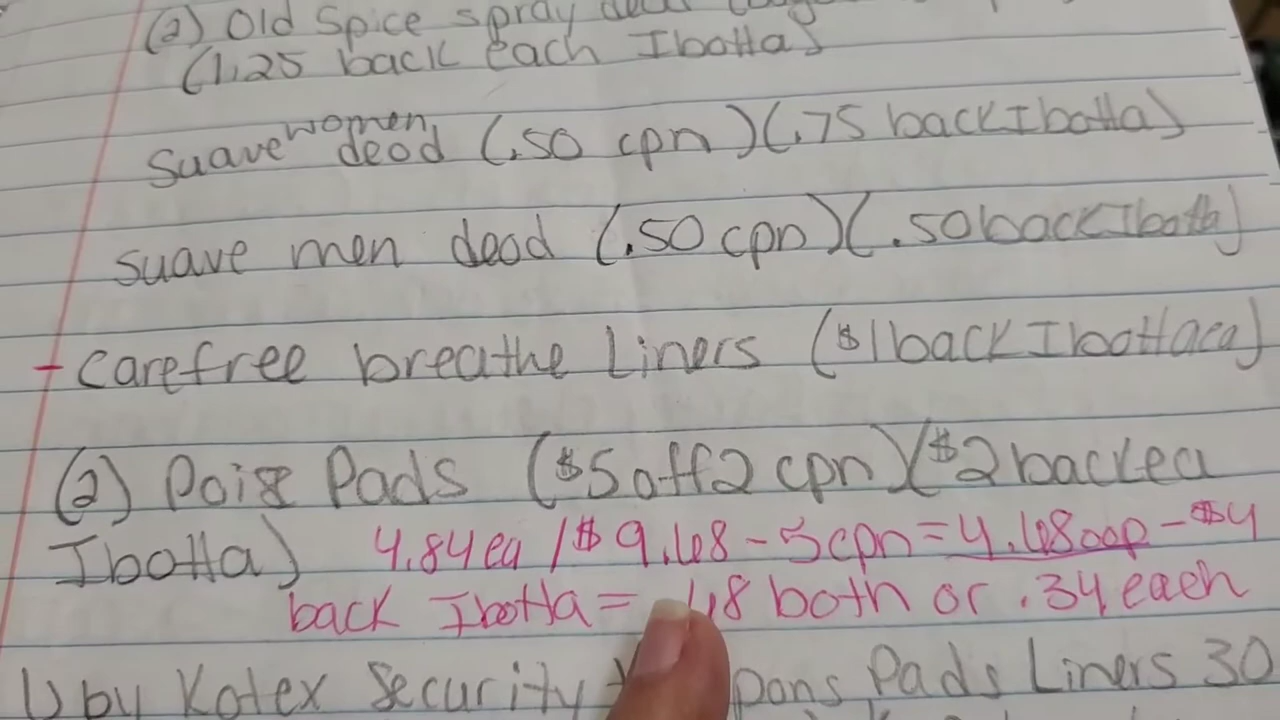 (2) Old Spice spray
(1.25 back each Ibotta)
women
Suave deod (.50 cpn)(.75 back Ibotta)
suave men deod (.50 cpn)(.50 back Ibotta)
- Carefree breathe Liners ($1 back Ibotta ea)
(2) Poise Pads ($5 off 2 cpn)($2 back ea
Ibotta) 4.84 ea / $9.68 - 5 cpn = 4.68 oop - $4
back Ibotta = .68 both or .34 each
U by Kotex Security Pads Liners 30